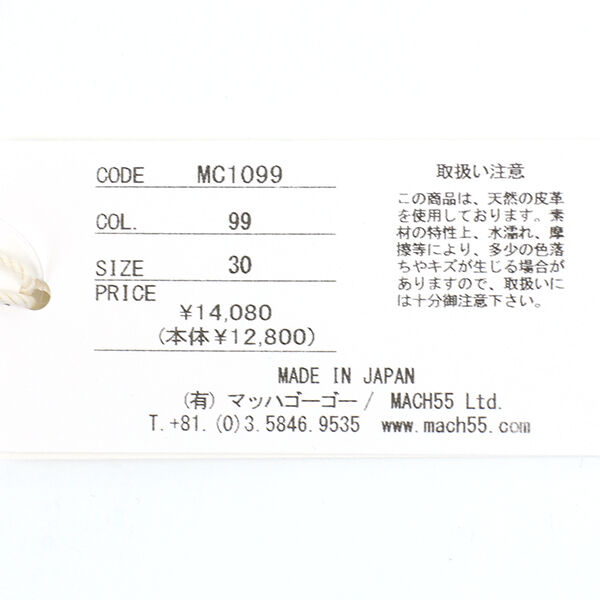 CODE MC1099
COL. 99
SIZE 30
PRICE
¥14,080
(本体¥12,800)
取扱い注意
この商品は、天然の皮革
を使用しております。素
材の特性上、水濡れ、摩
擦等により、多少の色落
ちやキズが生じる場合が
ありますので、取扱いに
は十分御注意下さい。
MADE IN JAPAN
(有) マッハゴーゴー/ MACH55 Ltd.
T.+81.(0)3.5846.9535 www.mach55.com